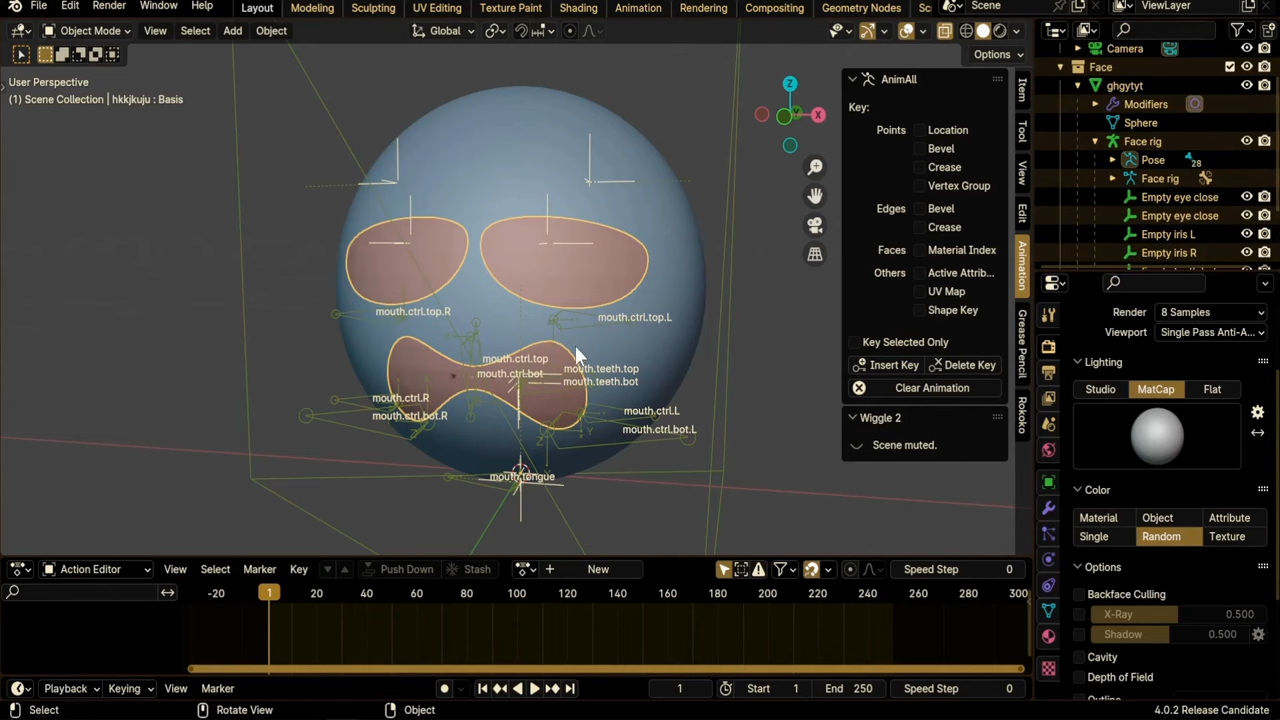 File Edit Render Window Help Layout Modeling Sculpting UV Editing Texture Paint Shading Animation Rendering Compositing Geometry Nodes Sc Scene ViewLayer
Object Mode View Select Add Object Global
Options
User Perspective
(1) Scene Collection | hkkjkuju : Basis
Z
X
mouth.ctrl.top.R
mouth.ctrl.top.L
mouth.ctrl.top
mouth.ctrl.bot
mouth.teeth.top
mouth.teeth.bot
mouth.ctrl.R
mouth.ctrl.bot.R
mouth.ctrl.L
mouth.ctrl.bot.L
mouth.tongue
AnimAll
Key:
Points Location
Bevel
Crease
Vertex Group
Edges Bevel
Crease
Faces Material Index
Others Active Attrib...
UV Map
Shape Key
Key Selected Only
Insert Key Delete Key
Clear Animation
Wiggle 2
Scene muted.
Item
Tool
View
Edit
Animation
Grease Pencil
Rokoko
Camera
Face
ghgytyt
Modifiers
Sphere
Face rig
Pose 28
Face rig
Empty eye close
Empty eye close
Empty iris L
Empty iris R
Render 8 Samples
Viewport Single Pass Anti-A...
Lighting
Studio MatCap Flat
Color
Material Object Attribute
Single Random Texture
Options
Backface Culling
X-Ray 0.500
Shadow 0.500
Cavity
Depth of Field
Action Editor View Select Marker Key Push Down Stash New Speed Step 0
-20 1 20 40 60 80 100 120 140 160 180 200 220 240 260 280 300
Playback Keying View Marker 1 Start 1 End 250 Speed Step 0
Select Rotate View Object 4.0.2 Release Candidate